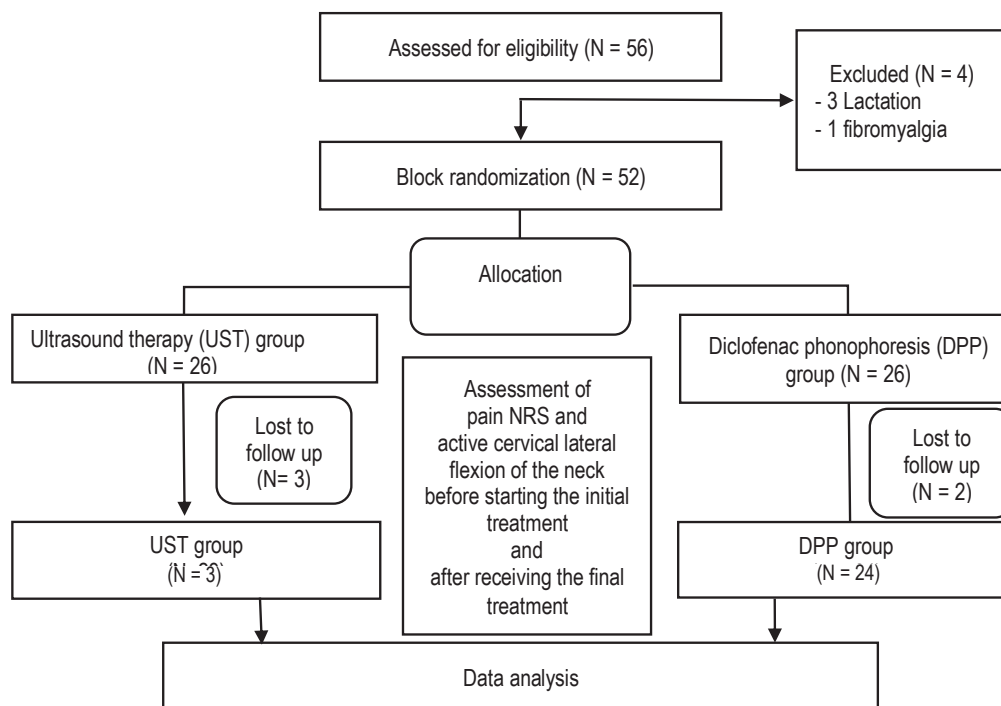 Assessed for eligibility (N = 56)
Excluded (N = 4)
- 3 Lactation
- 1 fibromyalgia
Block randomization (N = 52)
Allocation
Ultrasound therapy (UST) group
(N = 26)
Diclofenac phonophoresis (DPP)
group (N = 26)
Lost to
follow up
(N= 3)
Assessment of
pain NRS and
active cervical lateral
flexion of the neck
before starting the initial
treatment
and
after receiving the final
treatment
Lost to
follow up
(N = 2)
UST group
DPP group
(N = 24)
Data analysis